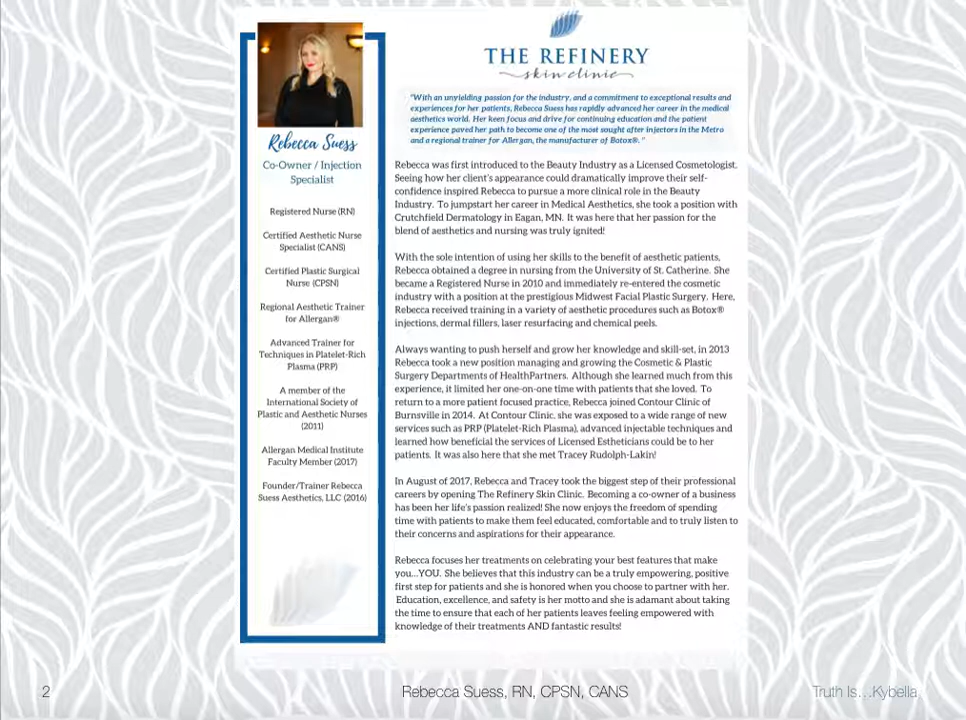 Rebecca Suess
Co-Owner / Injection
Specialist
Registered Nurse (RN)
Certified Aesthetic Nurse
Specialist (CANS)
Certified Plastic Surgical
Nurse (CPSN)
Regional Aesthetic Trainer
for Allergan®
Advanced Trainer for
Techniques in Platelet-Rich
Plasma (PRP)
A member of the
International Society of
Plastic and Aesthetic Nurses
(2011)
Allergan Medical Institute
Faculty Member (2017)
Founder/Trainer Rebecca
Suess Aesthetics, LLC (2016)
THE REFINERY
skin clinic
"With an unyielding passion for the industry, and a commitment to exceptional results and
experiences for her patients, Rebecca Suess has rapidly advanced her career in the medical
aesthetics world. Her keen focus and drive for continuing education and the patient
experience paved her path to become one of the most sought after injectors in the Metro
and a regional trainer for Allergan, the manufacturer of Botox®. "
Rebecca was first introduced to the Beauty Industry as a Licensed Cosmetologist.
Seeing how her client's appearance could dramatically improve their self-
confidence inspired Rebecca to pursue a more clinical role in the Beauty
Industry. To jumpstart her career in Medical Aesthetics, she took a position with
Crutchfield Dermatology in Eagan, MN. It was here that her passion for the
blend of aesthetics and nursing was truly ignited!
With the sole intention of using her skills to the benefit of aesthetic patients,
Rebecca obtained a degree in nursing from the University of St. Catherine. She
became a Registered Nurse in 2010 and immediately re-entered the cosmetic
industry with a position at the prestigious Midwest Facial Plastic Surgery. Here,
Rebecca received training in a variety of aesthetic procedures such as Botox®
injections, dermal fillers, laser resurfacing and chemical peels.
Always wanting to push herself and grow her knowledge and skill-set, in 2013
Rebecca took a new position managing and growing the Cosmetic & Plastic
Surgery Departments of HealthPartners. Although she learned much from this
experience, it limited her one-on-one time with patients that she loved. To
return to a more patient focused practice, Rebecca joined Contour Clinic of
Burnsville in 2014. At Contour Clinic, she was exposed to a wide range of new
services such as PRP (Platelet-Rich Plasma), advanced injectable techniques and
learned how beneficial the services of Licensed Estheticians could be to her
patients. It was also here that she met Tracey Rudolph-Lakin!
In August of 2017, Rebecca and Tracey took the biggest step of their professional
careers by opening The Refinery Skin Clinic. Becoming a co-owner of a business
has been her life's passion realized! She now enjoys the freedom of spending
time with patients to make them feel educated, comfortable and to truly listen to
their concerns and aspirations for their appearance.
Rebecca focuses her treatments on celebrating your best features that make
you...YOU. She believes that this industry can be a truly empowering, positive
first step for patients and she is honored when you choose to partner with her.
Education, excellence, and safety is her motto and she is adamant about taking
the time to ensure that each of her patients leaves feeling empowered with
knowledge of their treatments AND fantastic results!
2
Rebecca Suess, RN, CPSN, CANS
Truth Is…Kybella